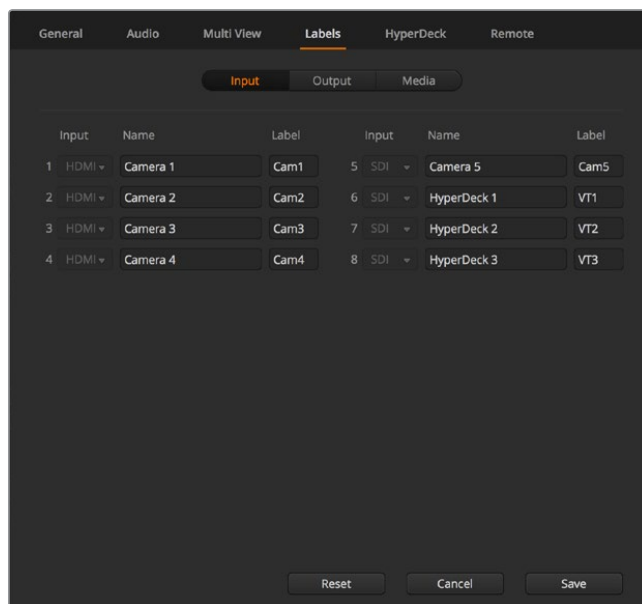 General Audio Multi View Labels HyperDeck Remote
Input Output Media
Input Name Label Input Name Label
1 HDMI Camera 1 Cam1 5 SDI Camera 5 Cam5
2 HDMI Camera 2 Cam2 6 SDI HyperDeck 1 VT1
3 HDMI Camera 3 Cam3 7 SDI HyperDeck 2 VT2
4 HDMI Camera 4 Cam4 8 SDI HyperDeck 3 VT3
Reset Cancel Save